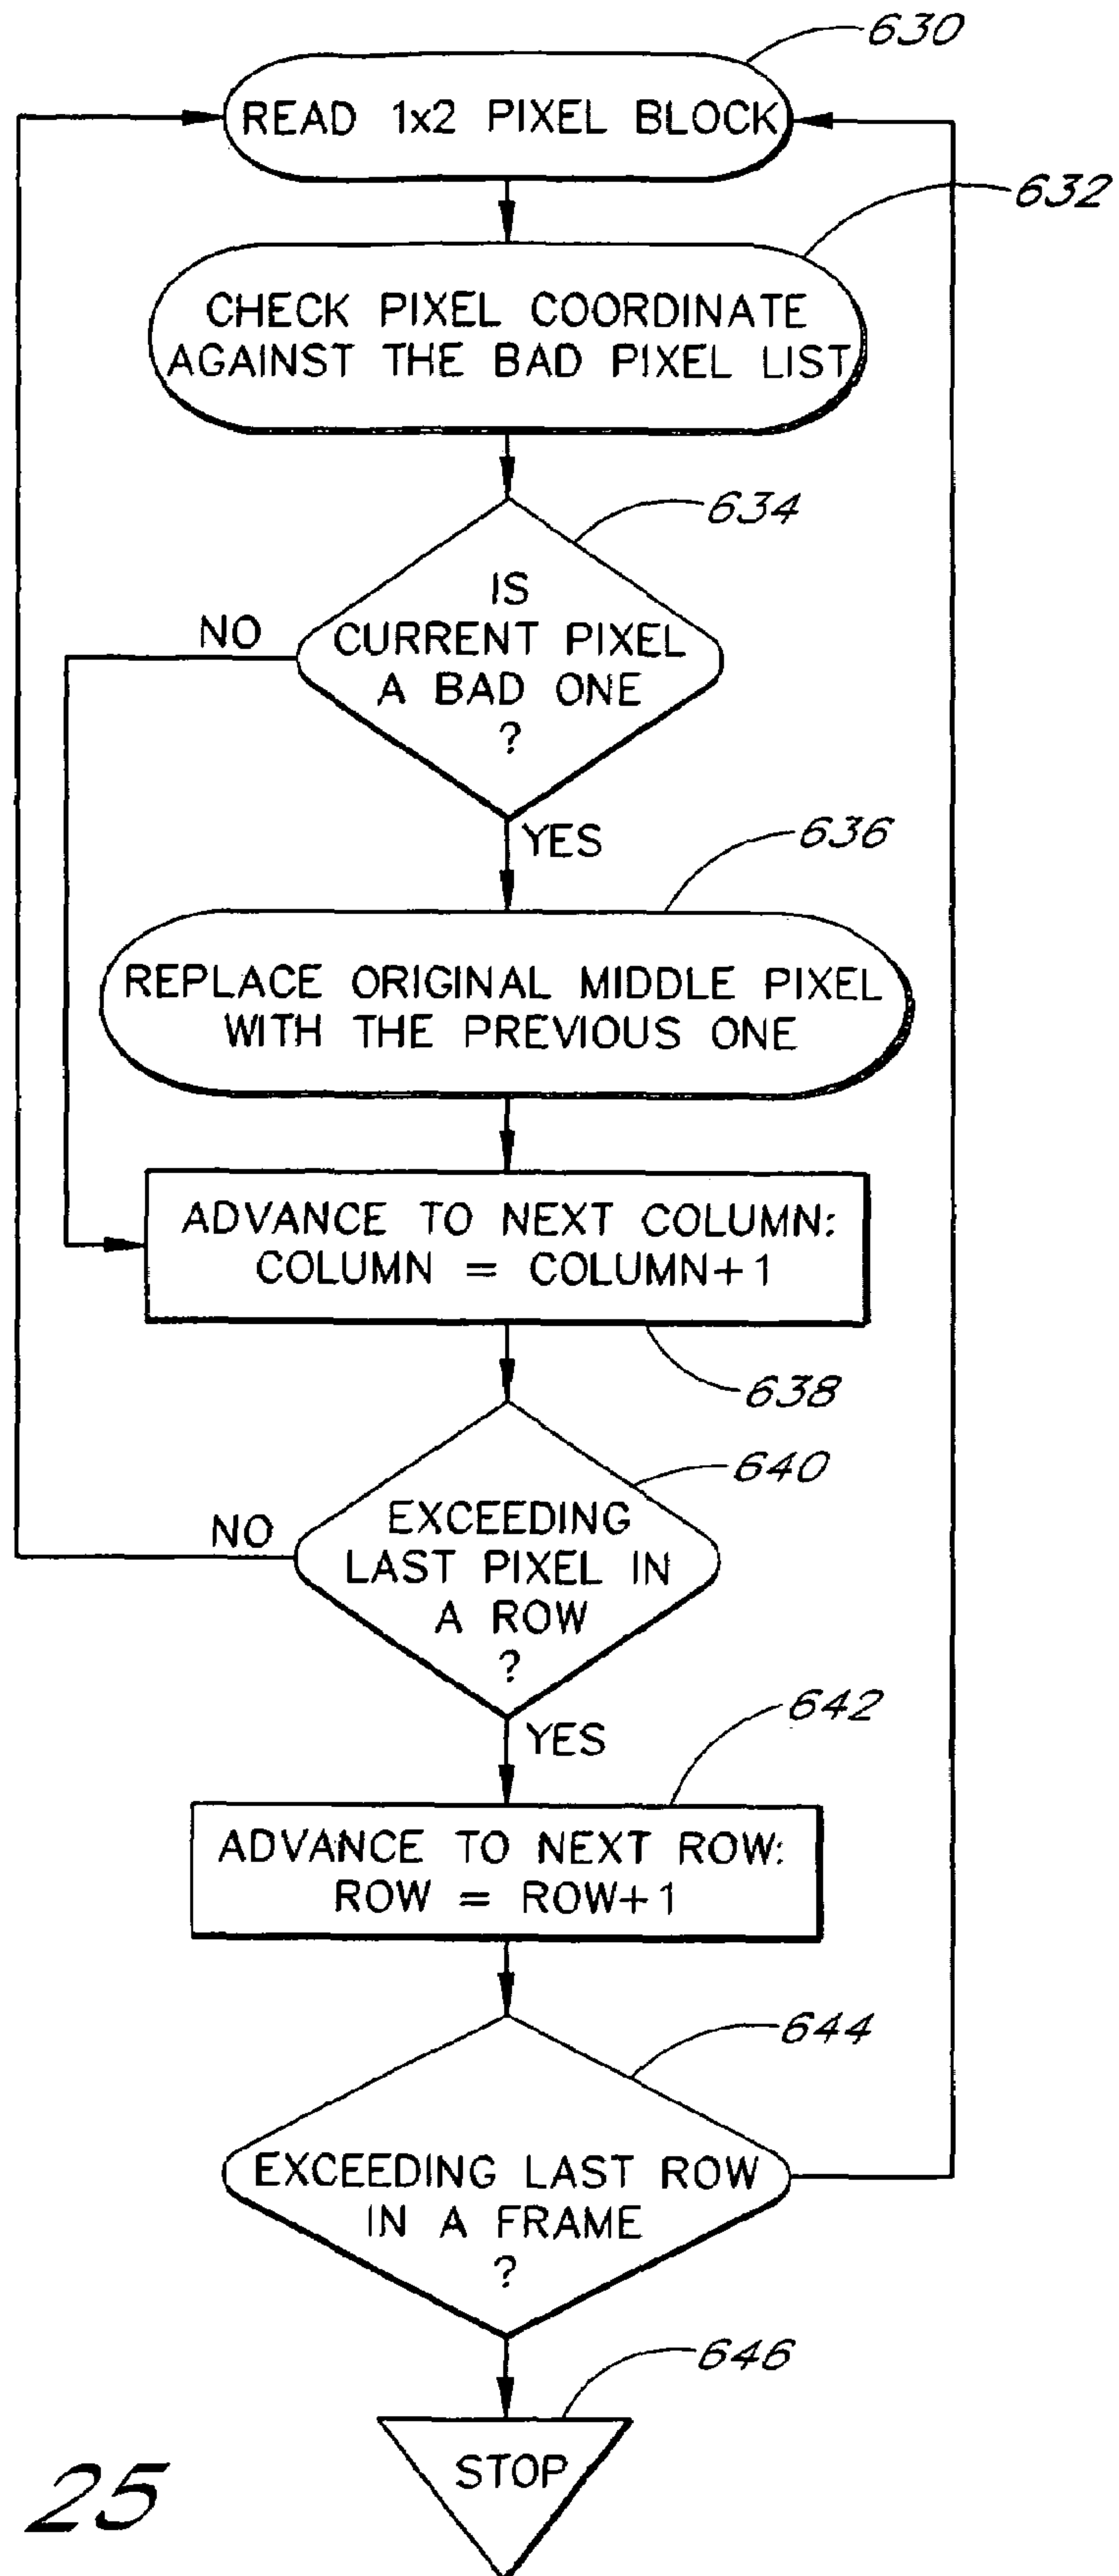 630
READ 1x2 PIXEL BLOCK
632
CHECK PIXEL COORDINATE
AGAINST THE BAD PIXEL LIST
634
IS
CURRENT PIXEL
A BAD ONE
?
NO
YES
636
REPLACE ORIGINAL MIDDLE PIXEL
WITH THE PREVIOUS ONE
ADVANCE TO NEXT COLUMN:
COLUMN = COLUMN+1
638
640
EXCEEDING
LAST PIXEL IN
A ROW
?
NO
YES
642
ADVANCE TO NEXT ROW:
ROW = ROW+1
644
EXCEEDING LAST ROW
IN A FRAME
?
646
STOP
25